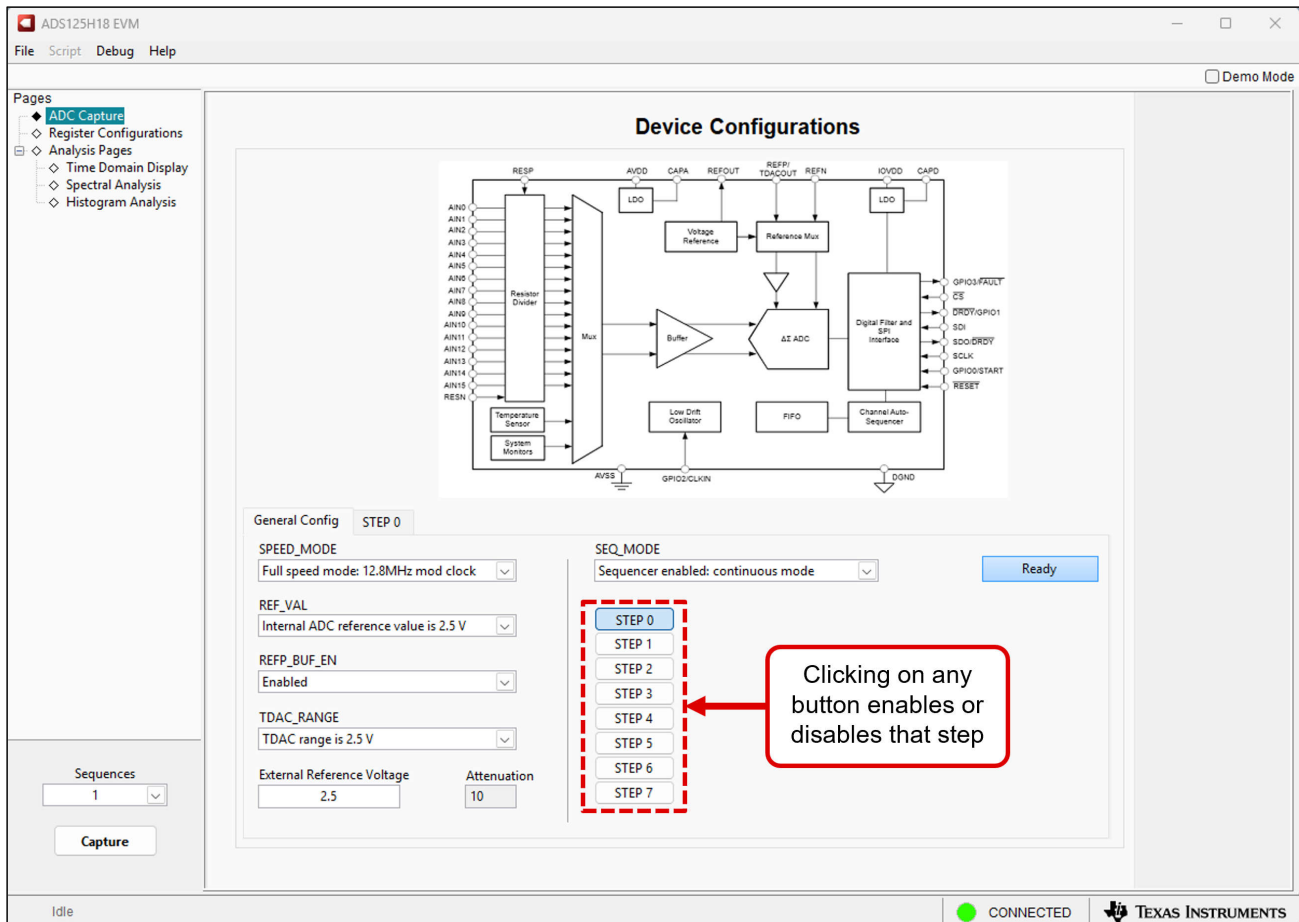 ADS125H18 EVM
File Script Debug Help
Demo Mode
Pages
ADC Capture
Register Configurations
Analysis Pages
Time Domain Display
Spectral Analysis
Histogram Analysis
Device Configurations
RESP
AVDD
CAPA
REFOUT
REFP/
TDACOUT
REFN
IOVDD
CAPD
LDO
LDO
AIN0
AIN1
AIN2
AIN3
AIN4
AIN5
AIN6
AIN7
AIN8
AIN9
AIN10
AIN11
AIN12
AIN13
AIN14
AIN15
RESN
Resistor
Divider
Mux
Voltage
Reference
Reference Mux
Buffer
ΔΣ ADC
Digital Filter and
SPI
Interface
GPIO3/FAULT
CS
DRDY/GPIO1
SDI
SDO/DRDY
SCLK
GPIO0/START
RESET
Temperature
Sensor
System
Monitors
Low Drift
Oscillator
FIFO
Channel Auto-
Sequencer
AVSS
GPIO2/CLKIN
DGND
General Config
STEP 0
SPEED_MODE
Full speed mode: 12.8MHz mod clock
REF_VAL
Internal ADC reference value is 2.5 V
REFP_BUF_EN
Enabled
TDAC_RANGE
TDAC range is 2.5 V
External Reference Voltage
2.5
Attenuation
10
SEQ_MODE
Sequencer enabled: continuous mode
Ready
STEP 0
STEP 1
STEP 2
STEP 3
STEP 4
STEP 5
STEP 6
STEP 7
Clicking on any
button enables or
disables that step
Sequences
1
Capture
Idle
CONNECTED
TEXAS INSTRUMENTS